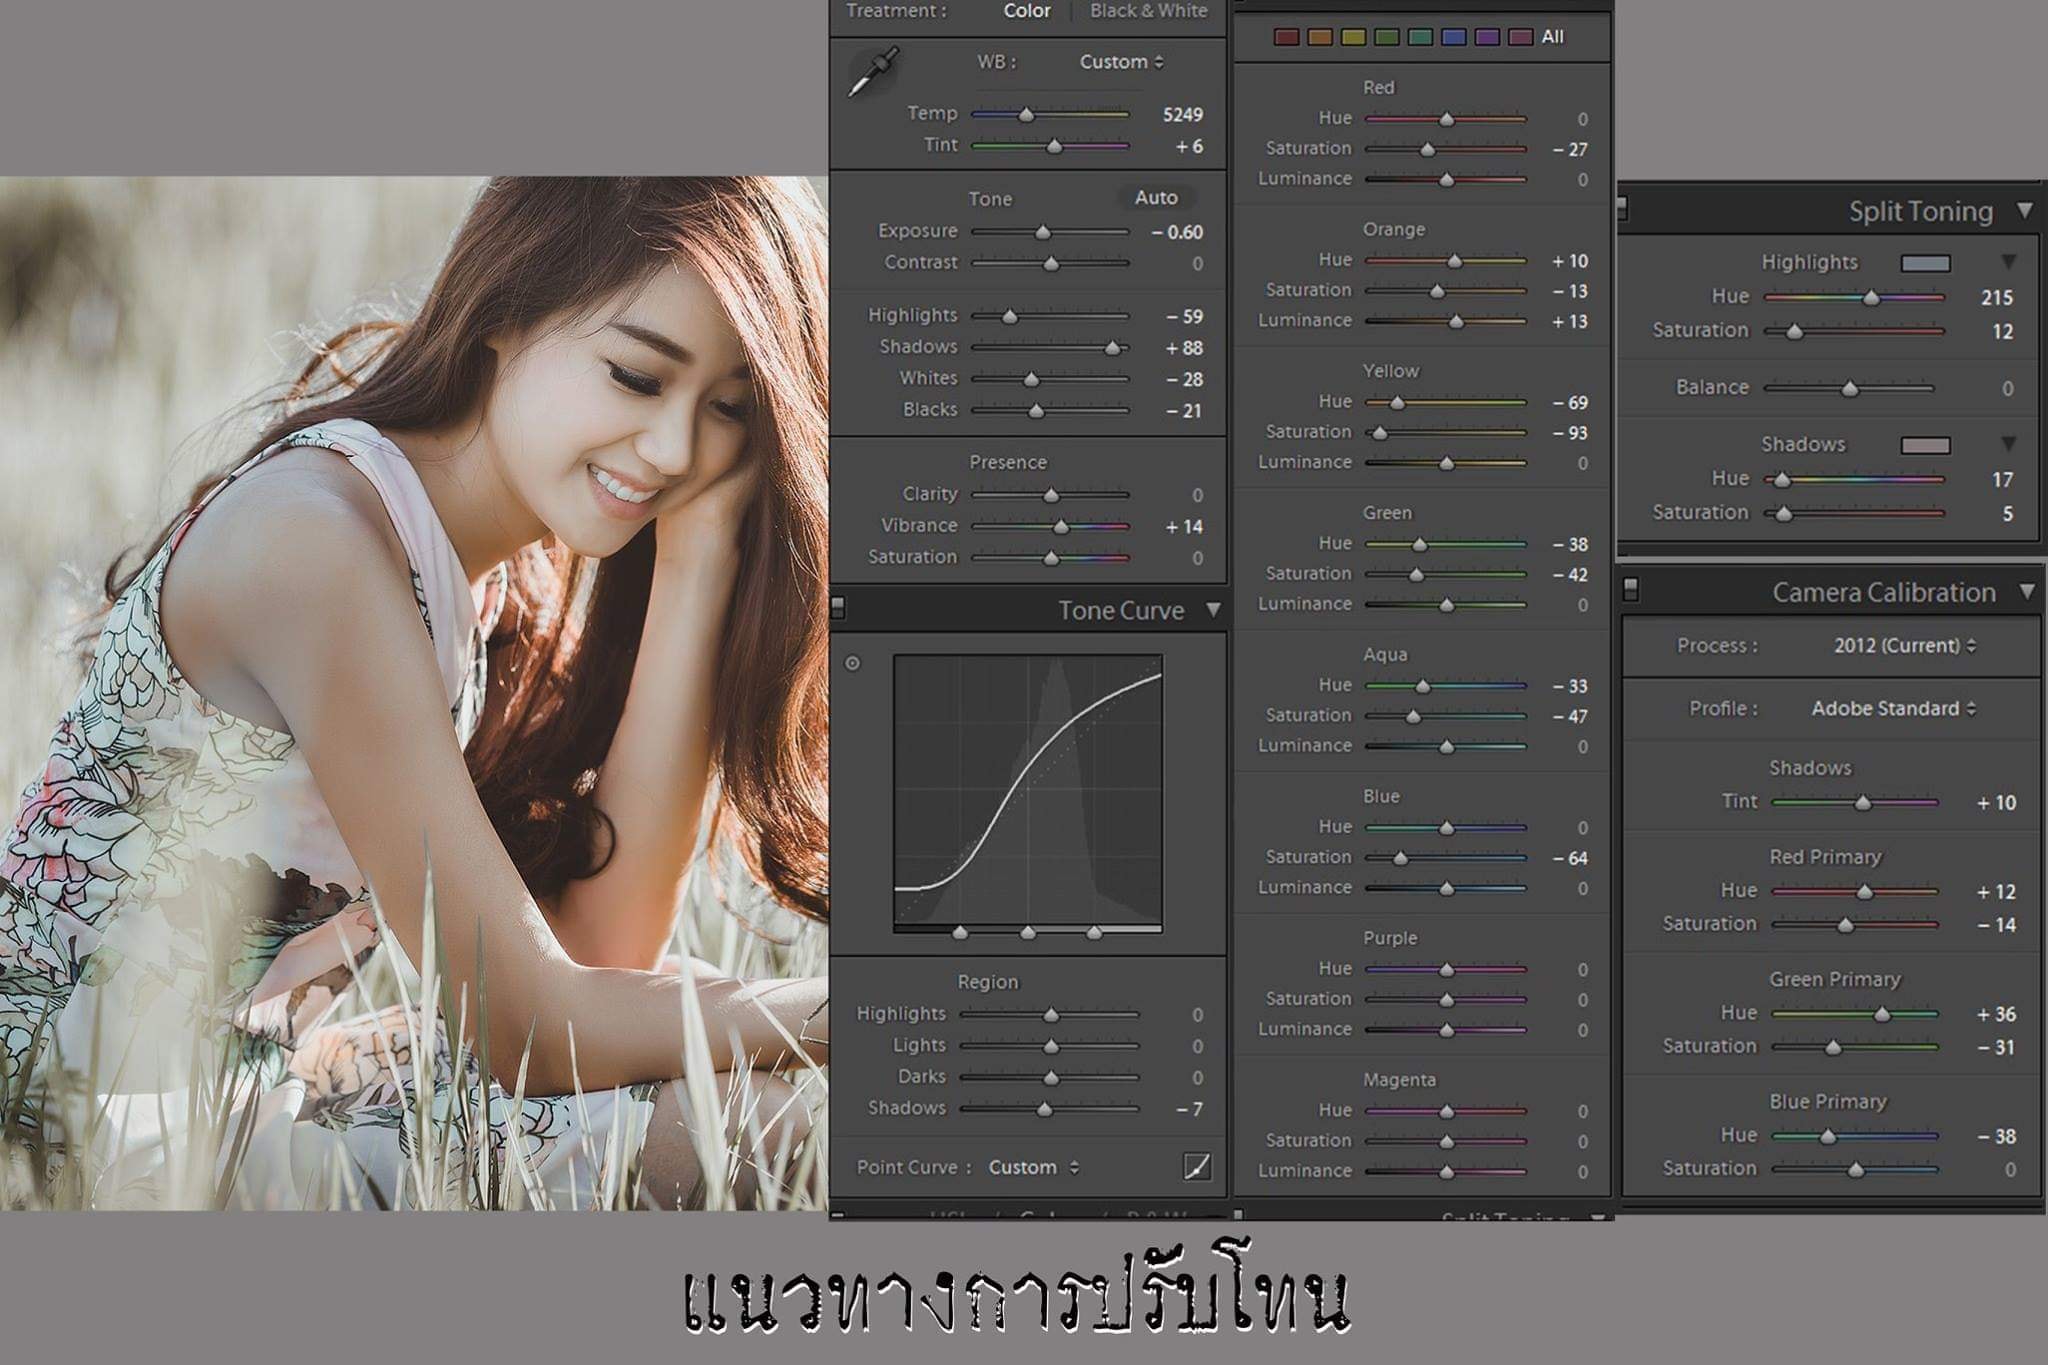 Treatment : Color Black & White
WB : Custom
Temp 5249
Tint + 6
Tone Auto
Exposure − 0.60
Contrast 0
Highlights − 59
Shadows + 88
Whites − 28
Blacks − 21
Presence
Clarity 0
Vibrance + 14
Saturation 0
Tone Curve
Region
Highlights 0
Lights 0
Darks 0
Shadows − 7
Point Curve : Custom
All
Red
Hue 0
Saturation − 27
Luminance 0
Orange
Hue + 10
Saturation − 13
Luminance + 13
Yellow
Hue − 69
Saturation − 93
Luminance 0
Green
Hue − 38
Saturation − 42
Luminance 0
Aqua
Hue − 33
Saturation − 47
Luminance 0
Blue
Hue 0
Saturation − 64
Luminance 0
Purple
Hue 0
Saturation 0
Luminance 0
Magenta
Hue 0
Saturation 0
Luminance 0
Split Toning
Split Toning
Highlights
Hue 215
Saturation 12
Balance 0
Shadows
Hue 17
Saturation 5
Camera Calibration
Process : 2012 (Current)
Profile : Adobe Standard
Shadows
Tint + 10
Red Primary
Hue + 12
Saturation − 14
Green Primary
Hue + 36
Saturation − 31
Blue Primary
Hue − 38
Saturation 0
แนวทางการปรับโทน